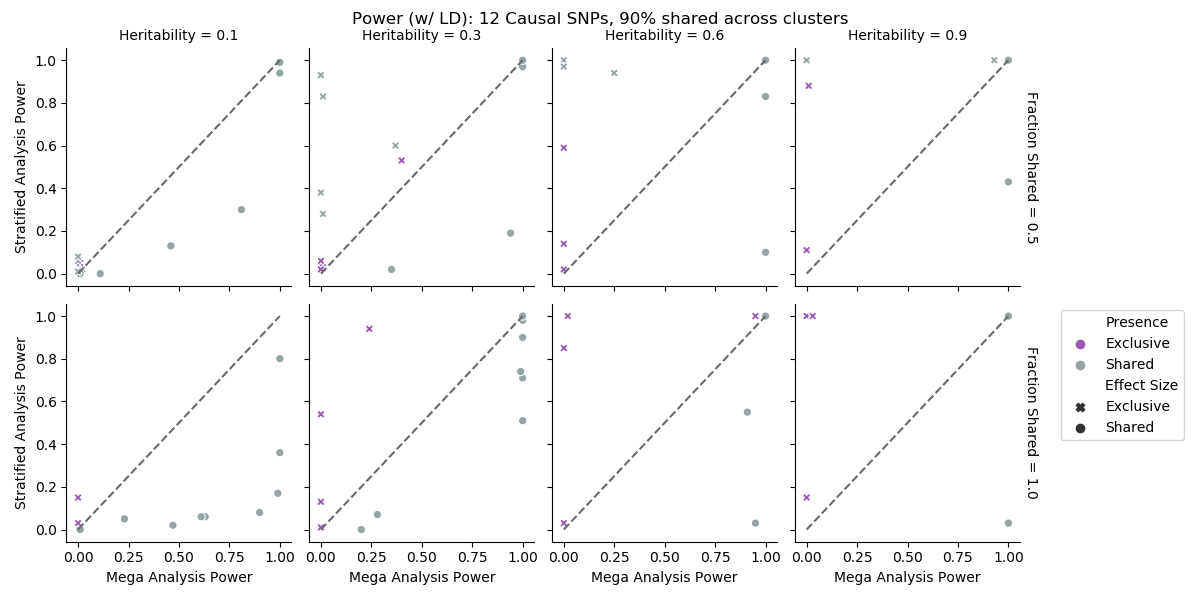 Power (w/ LD): 12 Causal SNPs, 90% shared across clusters
Heritability = 0.1
Heritability = 0.3
Heritability = 0.6
Heritability = 0.9
Stratified Analysis Power
1.0
0.8
0.6
0.4
0.2
0.0
Fraction Shared = 0.5
Stratified Analysis Power
1.0
0.8
0.6
0.4
0.2
0.0
Fraction Shared = 1.0
0.00 0.25 0.50 0.75 1.00
Mega Analysis Power
0.00 0.25 0.50 0.75 1.00
Mega Analysis Power
0.00 0.25 0.50 0.75 1.00
Mega Analysis Power
0.00 0.25 0.50 0.75 1.00
Mega Analysis Power
Presence
Exclusive
Shared
Effect Size
Exclusive
Shared